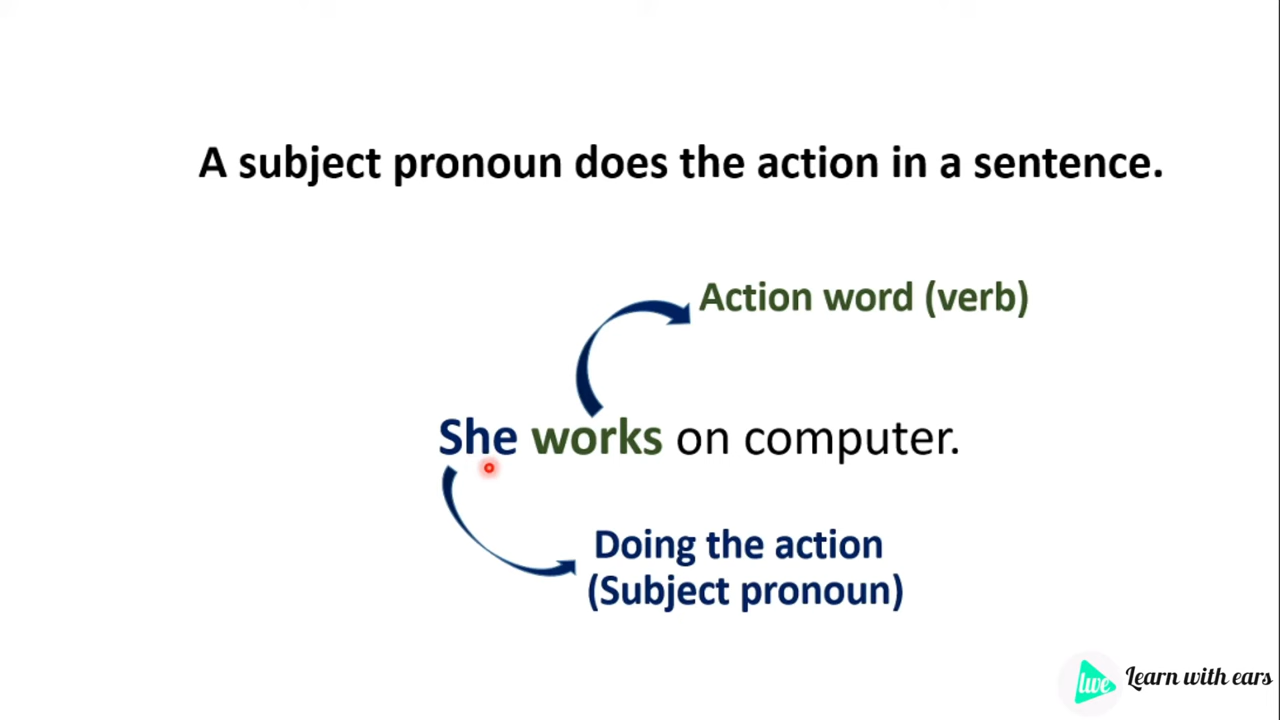 A subject pronoun does the action in a sentence.
Action word (verb)
She works on computer.
Doing the action
(Subject pronoun)
live Learn with ears